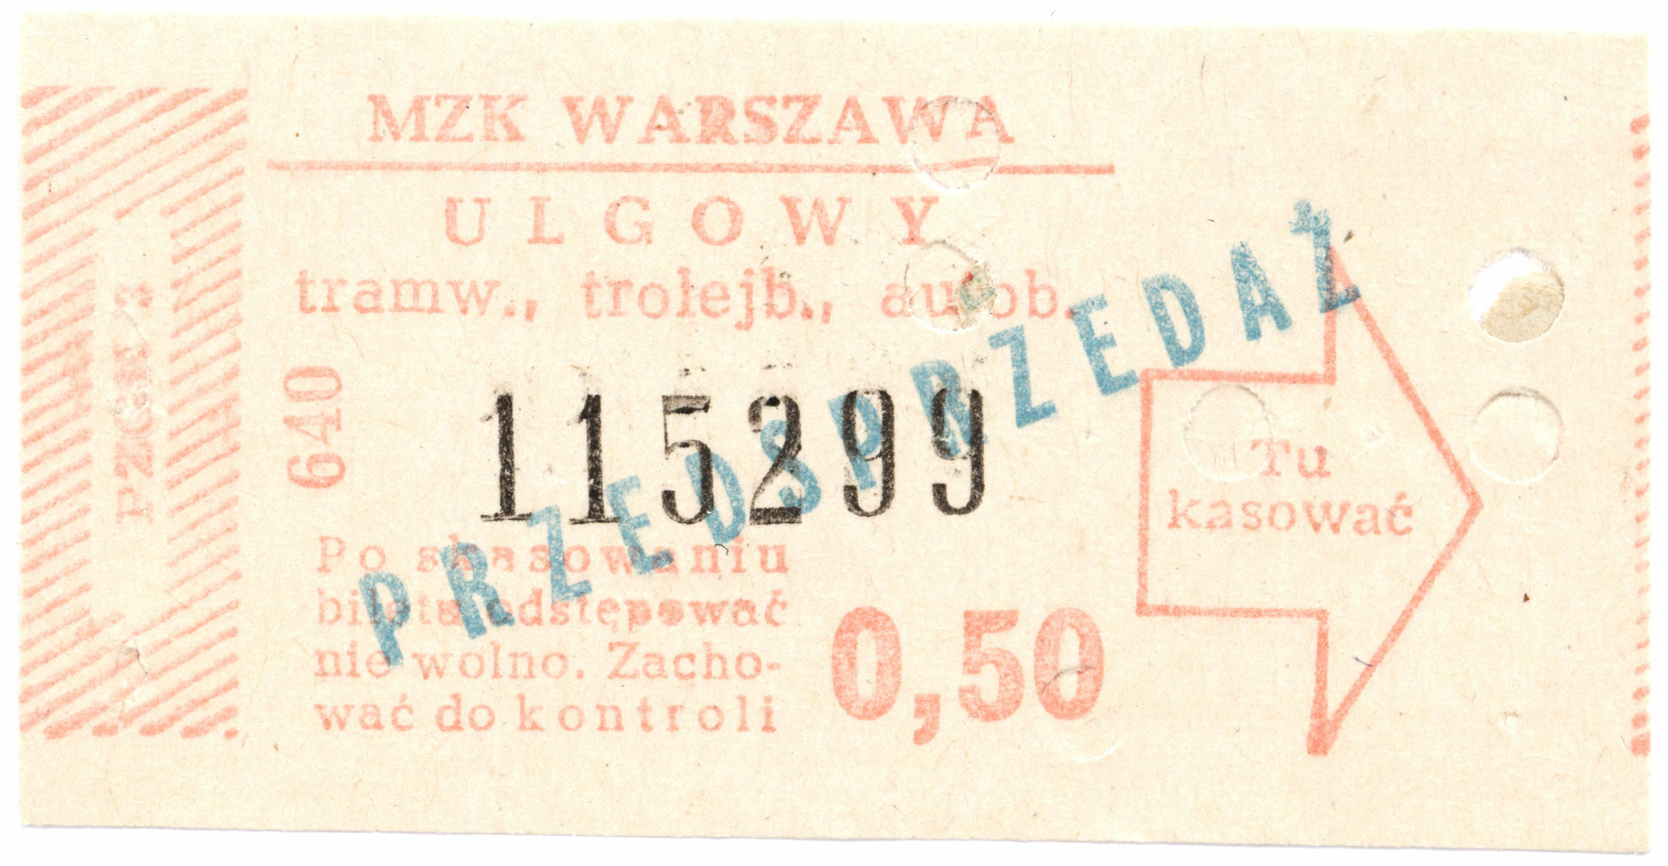 MZK WARSZAWA
ULGOWY
tramw., trolejb., autob.
640
115299
PRZEDSPRZEDAŻ
Po skasowaniu
biletu odstępować
nie wolno. Zacho-
wać do kontroli
0,50
Tu
kasować